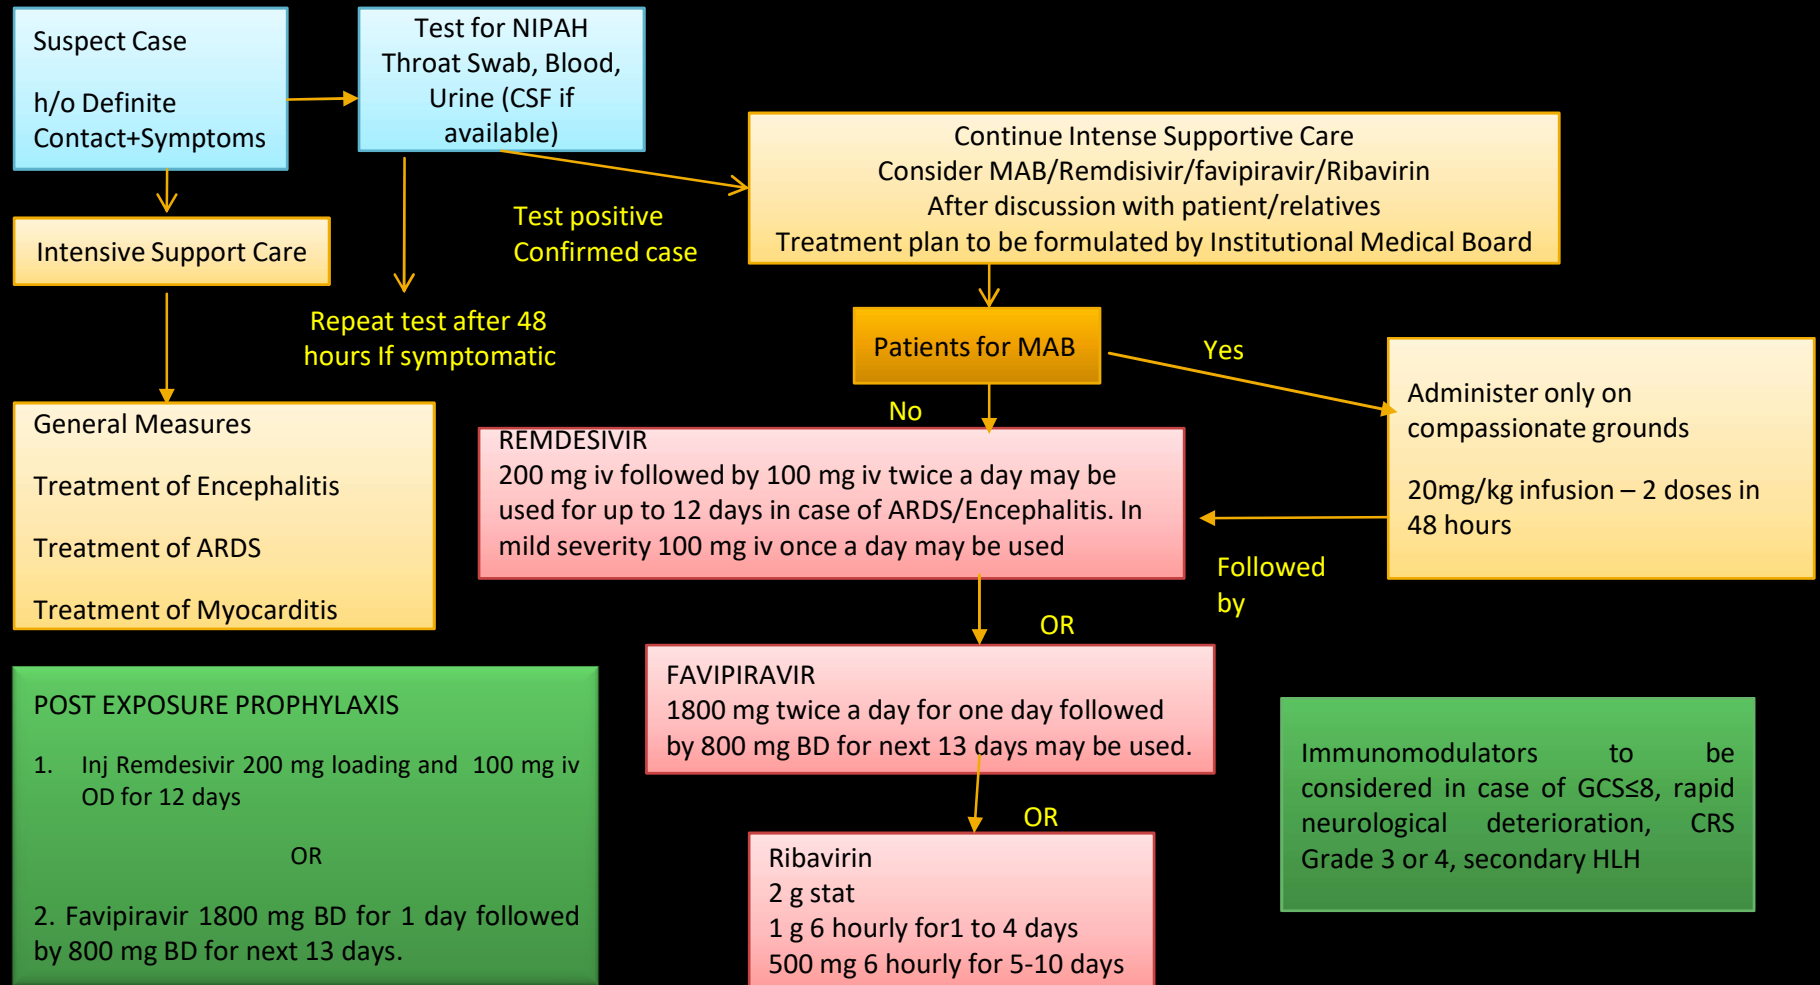 Suspect Case
h/o Definite
Contact+Symptoms
Test for NIPAH
Throat Swab, Blood,
Urine (CSF if
available)
Continue Intense Supportive Care
Consider MAB/Remdisivir/favipiravir/Ribavirin
After discussion with patient/relatives
Treatment plan to be formulated by Institutional Medical Board
Intensive Support Care
Test positive
Confirmed case
Repeat test after 48
hours If symptomatic
Patients for MAB
Yes
No
Administer only on
compassionate grounds
20mg/kg infusion – 2 doses in
48 hours
General Measures
Treatment of Encephalitis
Treatment of ARDS
Treatment of Myocarditis
REMDESIVIR
200 mg iv followed by 100 mg iv twice a day may be
used for up to 12 days in case of ARDS/Encephalitis. In
mild severity 100 mg iv once a day may be used
Followed
by
OR
FAVIPIRAVIR
1800 mg twice a day for one day followed
by 800 mg BD for next 13 days may be used.
OR
Ribavirin
2 g stat
1 g 6 hourly for1 to 4 days
500 mg 6 hourly for 5-10 days
POST EXPOSURE PROPHYLAXIS
1. Inj Remdesivir 200 mg loading and 100 mg iv
OD for 12 days
OR
2. Favipiravir 1800 mg BD for 1 day followed
by 800 mg BD for next 13 days.
Immunomodulators to be
considered in case of GCS≤8, rapid
neurological deterioration, CRS
Grade 3 or 4, secondary HLH